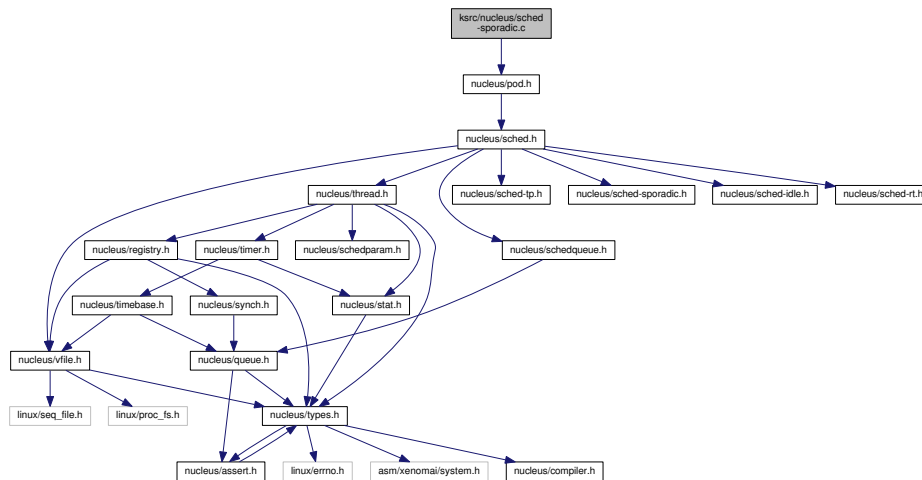 ksrc/nucleus/sched
-sporadic.c
nucleus/pod.h
nucleus/sched.h
nucleus/thread.h
nucleus/sched-tp.h
nucleus/sched-sporadic.h
nucleus/sched-idle.h
nucleus/sched-rt.h
nucleus/registry.h
nucleus/timer.h
nucleus/schedparam.h
nucleus/schedqueue.h
nucleus/timebase.h
nucleus/synch.h
nucleus/stat.h
nucleus/vfile.h
nucleus/queue.h
linux/seq_file.h
linux/proc_fs.h
nucleus/types.h
nucleus/assert.h
linux/errno.h
asm/xenomai/system.h
nucleus/compiler.h